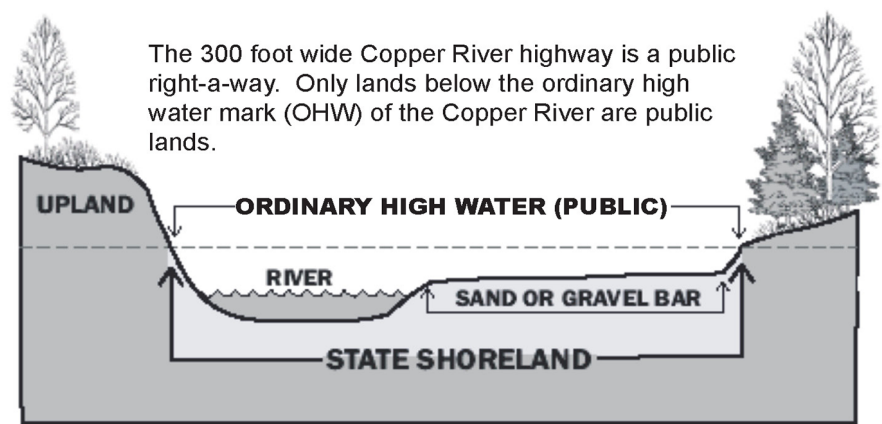 The 300 foot wide Copper River highway is a public
right-a-way. Only lands below the ordinary high
water mark (OHW) of the Copper River are public
lands.
UPLAND
ORDINARY HIGH WATER (PUBLIC)
RIVER
SAND OR GRAVEL BAR
STATE SHORELAND